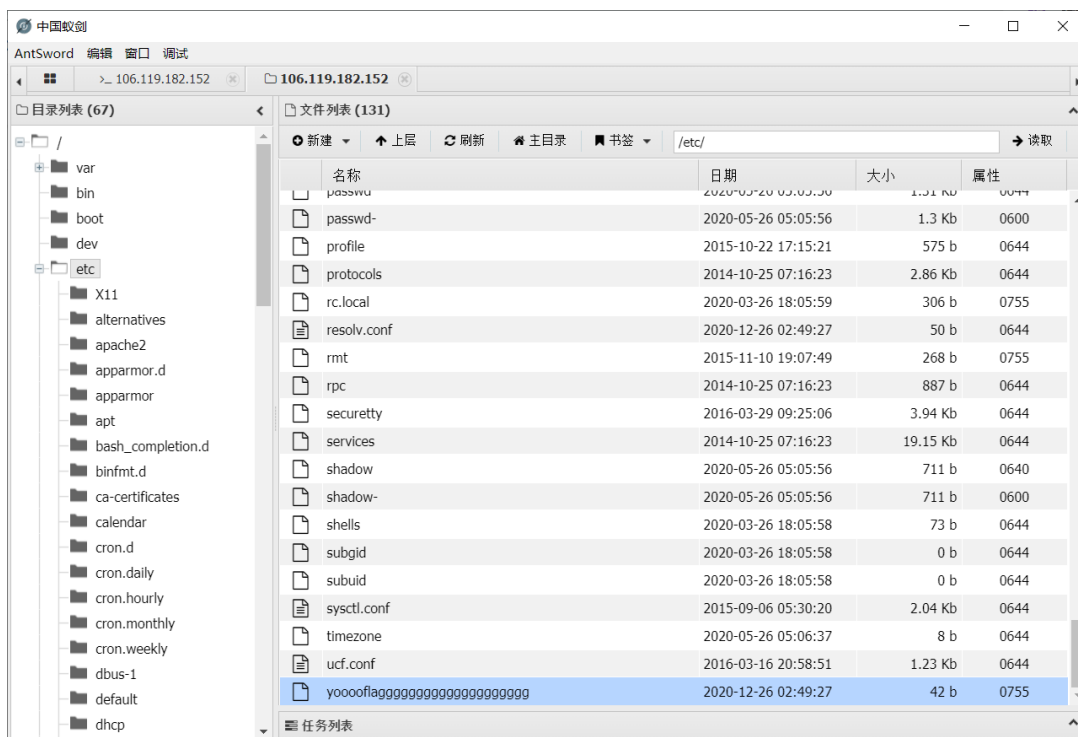 中国蚁剑
AntSword 编辑 窗口 调试
>_ 106.119.182.152 106.119.182.152
目录列表 (67)
/
var
bin
boot
dev
etc
X11
alternatives
apache2
apparmor.d
apparmor
apt
bash_completion.d
binfmt.d
ca-certificates
calendar
cron.d
cron.daily
cron.hourly
cron.monthly
cron.weekly
dbus-1
default
dhcp
文件列表 (131)
新建 上层 刷新 主目录 书签 /etc/ 读取
名称 日期 大小 属性
passwd 2020-05-26 05:05:56 1.31 Kb 0644
passwd- 2020-05-26 05:05:56 1.3 Kb 0600
profile 2015-10-22 17:15:21 575 b 0644
protocols 2014-10-25 07:16:23 2.86 Kb 0644
rc.local 2020-03-26 18:05:59 306 b 0755
resolv.conf 2020-12-26 02:49:27 50 b 0644
rmt 2015-11-10 19:07:49 268 b 0755
rpc 2014-10-25 07:16:23 887 b 0644
securetty 2016-03-29 09:25:06 3.94 Kb 0644
services 2014-10-25 07:16:23 19.15 Kb 0644
shadow 2020-05-26 05:05:56 711 b 0640
shadow- 2020-05-26 05:05:56 711 b 0600
shells 2020-03-26 18:05:58 73 b 0644
subgid 2020-03-26 18:05:58 0 b 0644
subuid 2020-03-26 18:05:58 0 b 0644
sysctl.conf 2015-09-06 05:30:20 2.04 Kb 0644
timezone 2020-05-26 05:06:37 8 b 0644
ucf.conf 2016-03-16 20:58:51 1.23 Kb 0644
yoooofla​gggggggggggggggggggg 2020-12-26 02:49:27 42 b 0755
任务列表